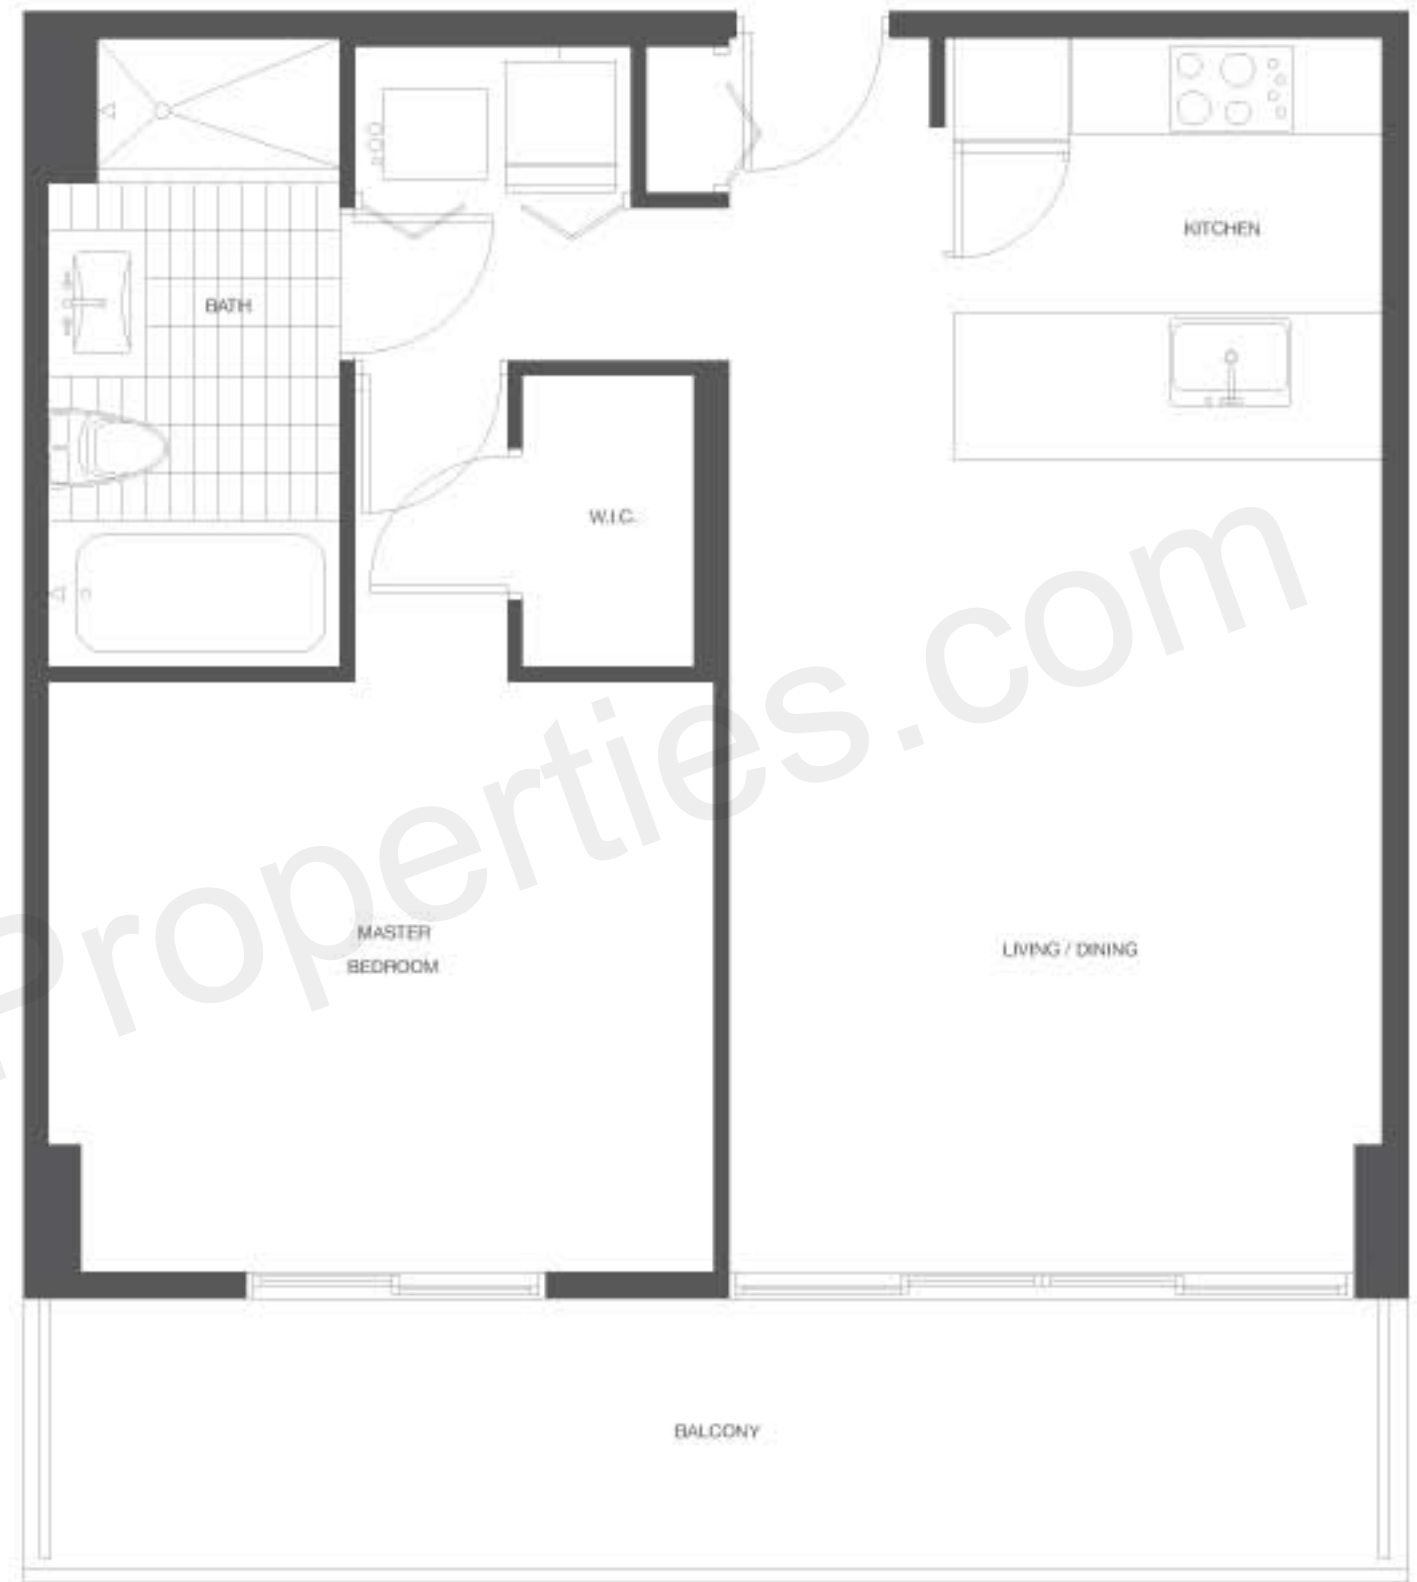 KITCHEN
BATH
W.I.C.
MASTER
BEDROOM
LIVING / DINING
BALCONY
Properties.com